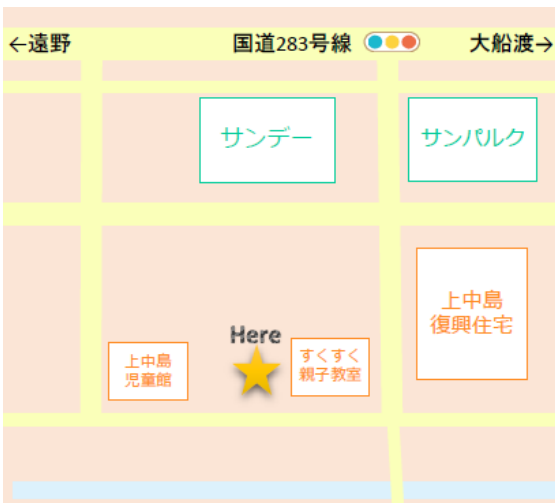 ←遠野
国道283号線
大船渡→
サンデー
サンパルク
上中島
復興住宅
Here
上中島
児童館
すくすく
親子教室